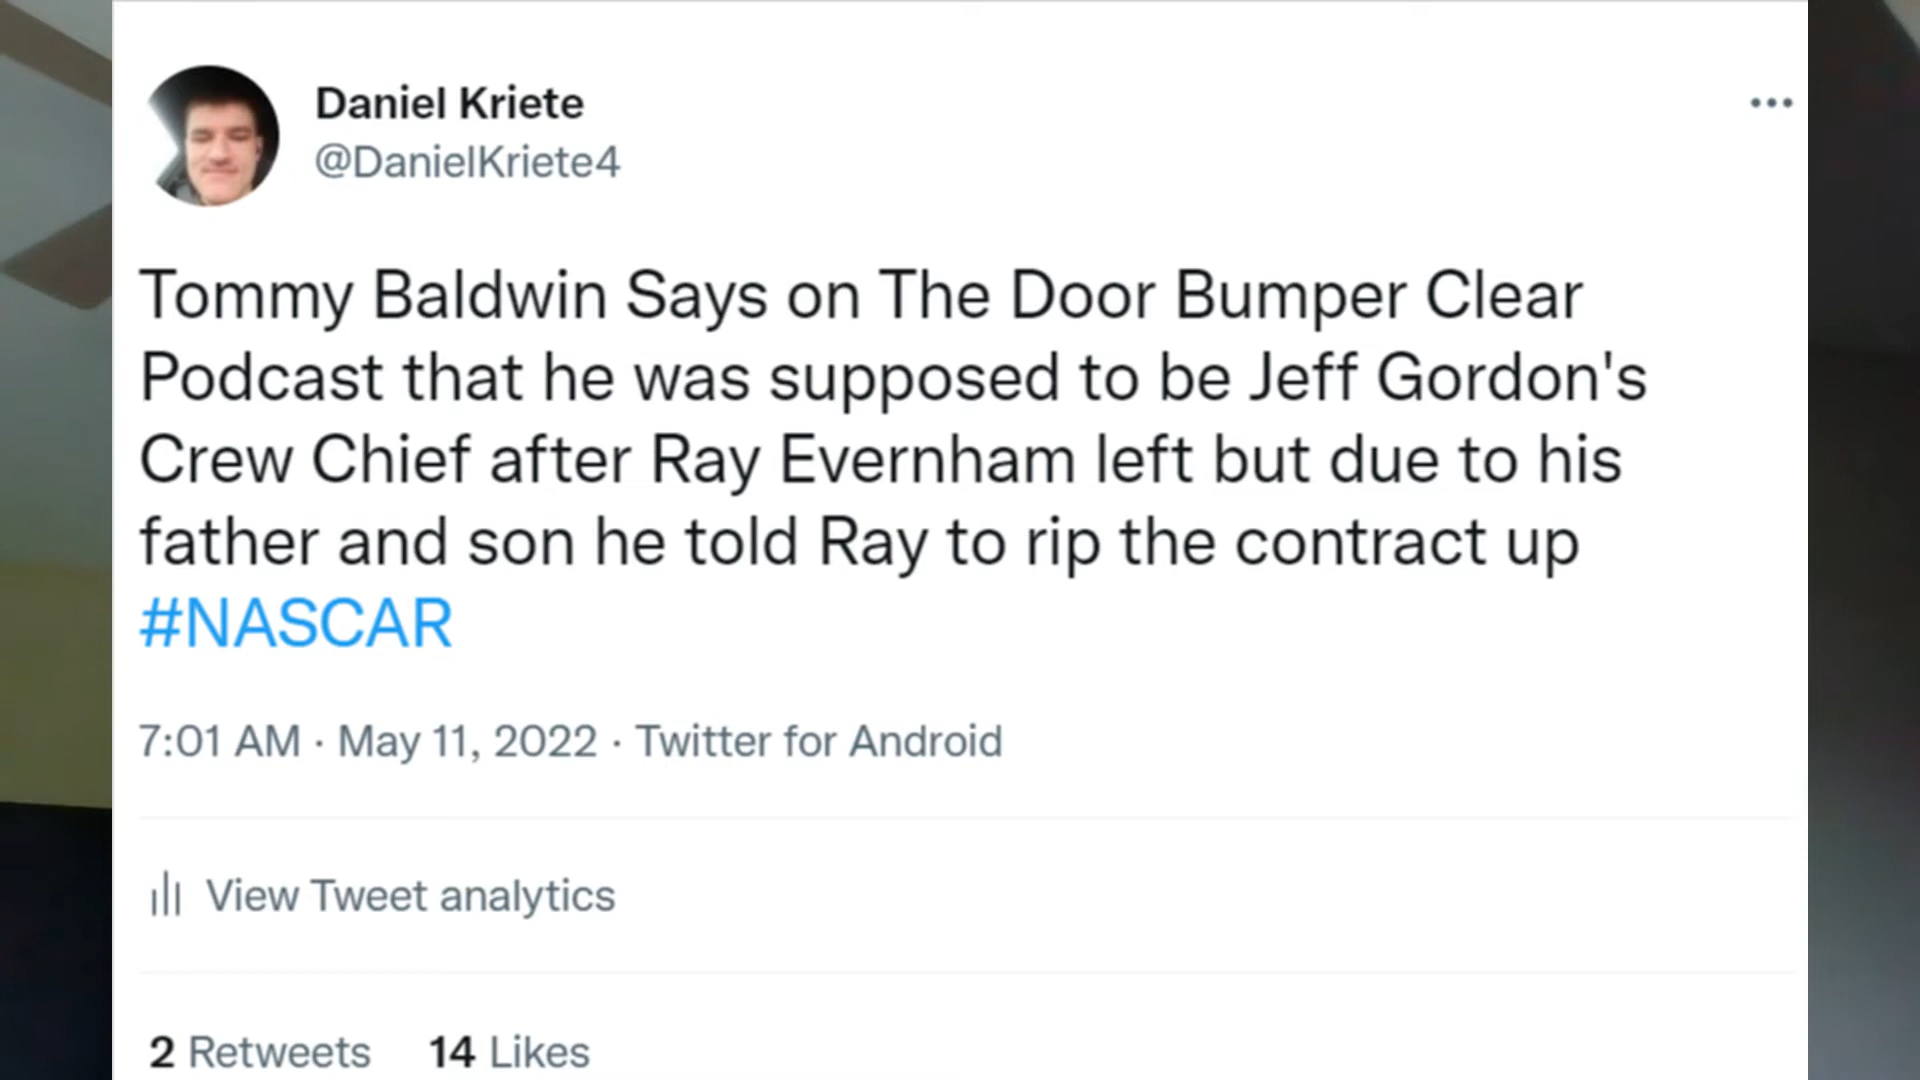 Daniel Kriete
@DanielKriete4
Tommy Baldwin Says on The Door Bumper Clear
Podcast that he was supposed to be Jeff Gordon's
Crew Chief after Ray Evernham left but due to his
father and son he told Ray to rip the contract up
#NASCAR
7:01 AM · May 11, 2022 · Twitter for Android
View Tweet analytics
2 Retweets 14 Likes